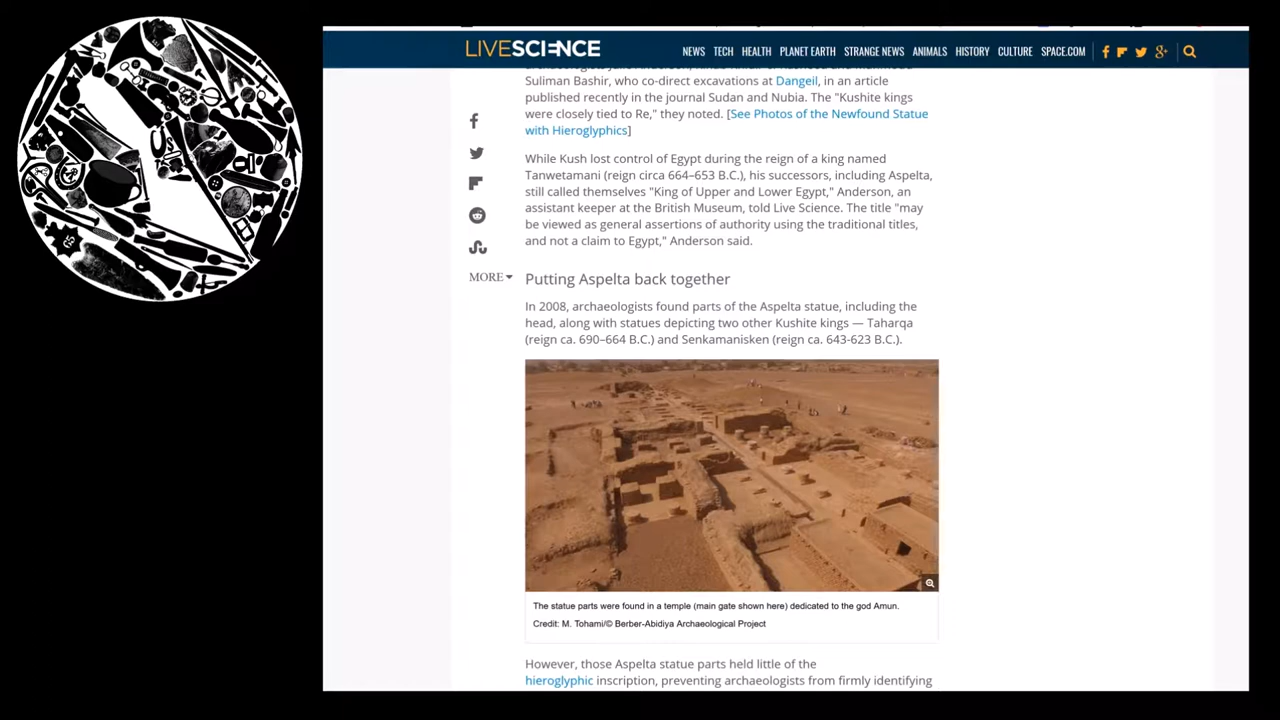 LIVESCIENCE
NEWS TECH HEALTH PLANET EARTH STRANGE NEWS ANIMALS HISTORY CULTURE SPACE.COM
Suliman Bashir, who co-direct excavations at Dangeil, in an article
published recently in the journal Sudan and Nubia. The "Kushite kings
were closely tied to Re," they noted. [See Photos of the Newfound Statue
with Hieroglyphics]
While Kush lost control of Egypt during the reign of a king named
Tanwetamani (reign circa 664–653 B.C.), his successors, including Aspelta,
still called themselves "King of Upper and Lower Egypt," Anderson, an
assistant keeper at the British Museum, told Live Science. The title "may
be viewed as general assertions of authority using the traditional titles,
and not a claim to Egypt," Anderson said.
MORE
Putting Aspelta back together
In 2008, archaeologists found parts of the Aspelta statue, including the
head, along with statues depicting two other Kushite kings — Taharqa
(reign ca. 690–664 B.C.) and Senkamanisken (reign ca. 643-623 B.C.).
The statue parts were found in a temple (main gate shown here) dedicated to the god Amun.
Credit: M. Tohami/© Berber-Abidiya Archaeological Project
However, those Aspelta statue parts held little of the
hieroglyphic inscription, preventing archaeologists from firmly identifying